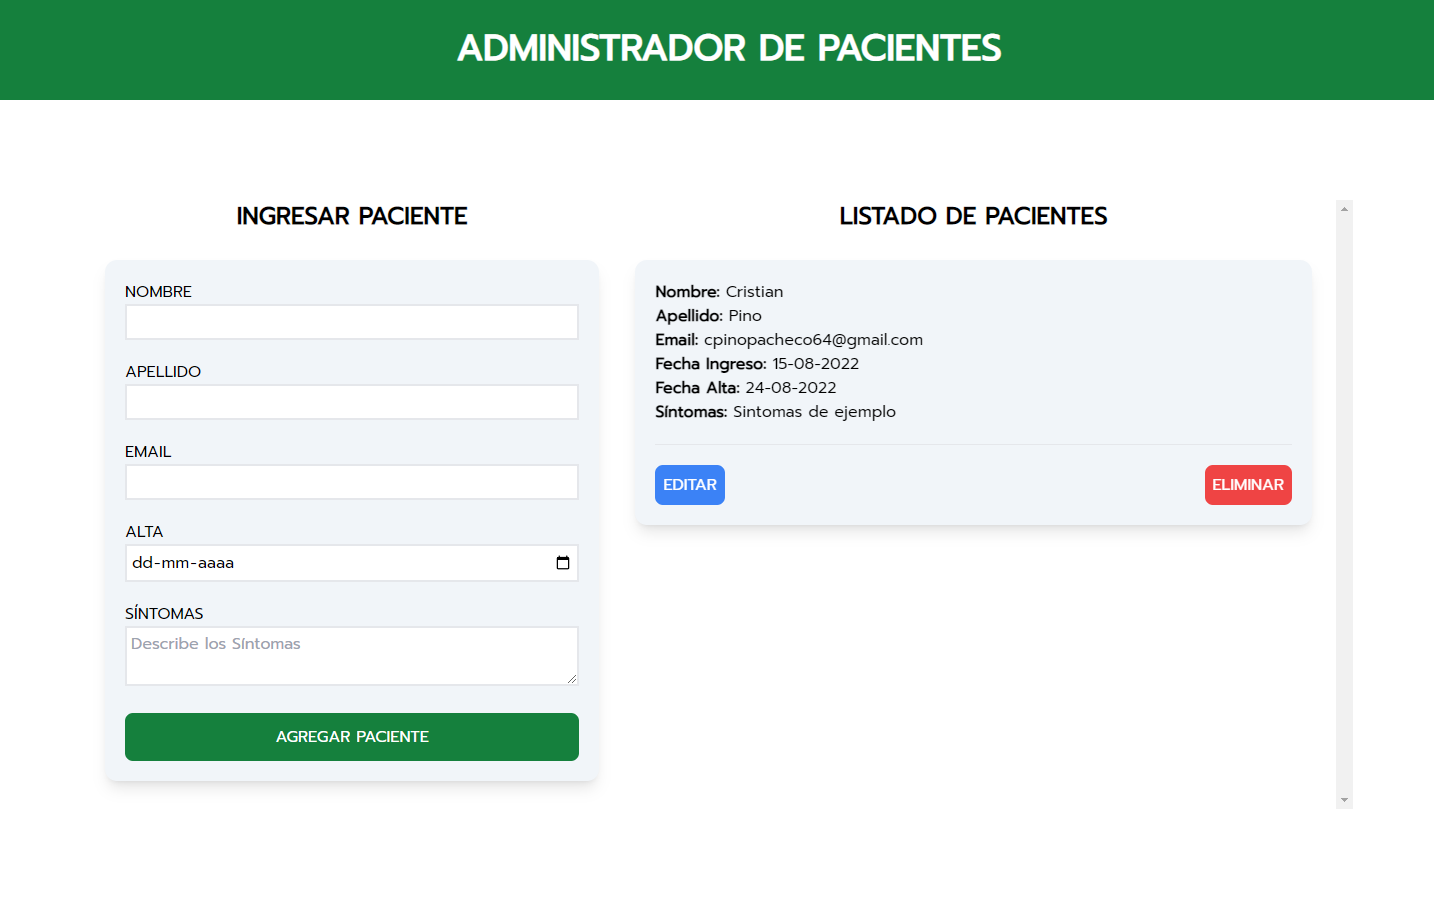 ADMINISTRADOR DE PACIENTES
INGRESAR PACIENTE
NOMBRE
APELLIDO
EMAIL
ALTA
dd-mm-aaaa
SÍNTOMAS
Describe los Síntomas
AGREGAR PACIENTE
LISTADO DE PACIENTES
Nombre: Cristian
Apellido: Pino
Email: cpinopacheco64@gmail.com
Fecha Ingreso: 15-08-2022
Fecha Alta: 24-08-2022
Síntomas: Sintomas de ejemplo
EDITAR
ELIMINAR